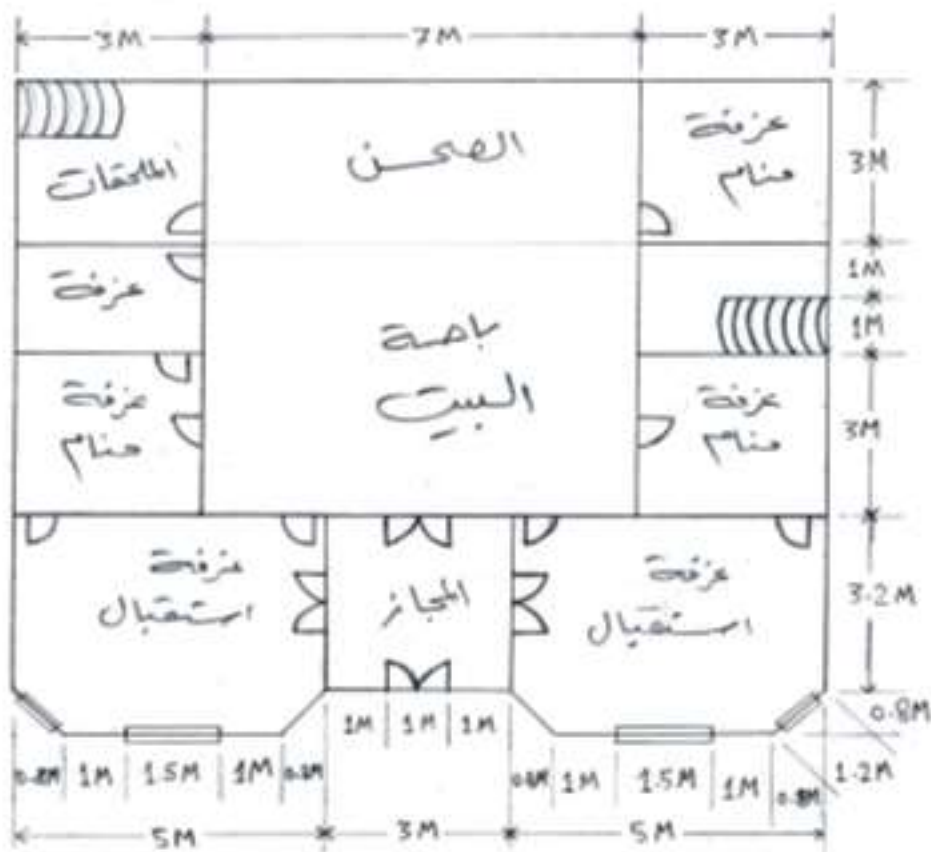 3M
7M
3M
الملحقات
الصحن
غرفة
منام
3M
غرفة
باحة
البيت
1M
1M
غرفة
منام
غرفة
منام
3M
غرفة
استقبال
المجاز
غرفة
استقبال
3.2M
0.8M
1.2M
1M
1M
1M
0.8M
1M
1.5M
1M
0.8M
0.8M
1M
1.5M
1M
0.8M
5M
3M
5M